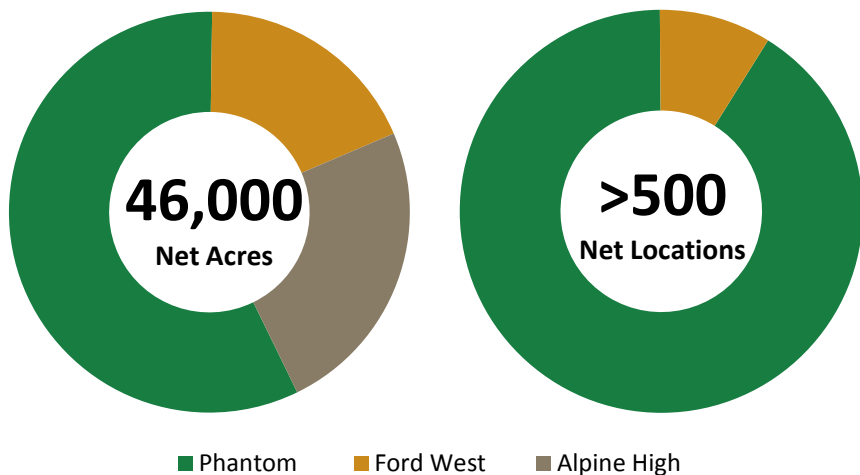 46,000
Net Acres
>500
Net Locations
Phantom
Ford West
Alpine High